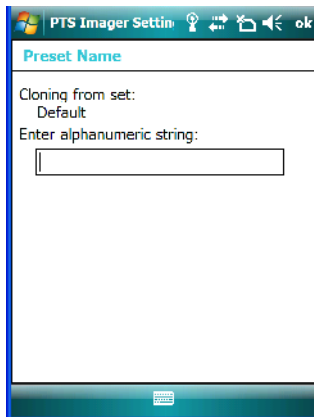 PTS Imager Settin
ok
Preset Name
Cloning from set:
Default
Enter alphanumeric string: